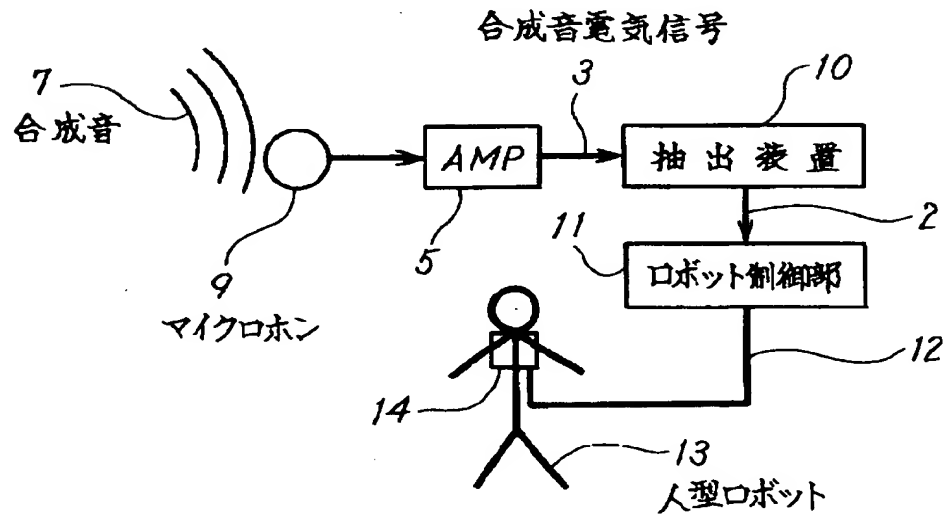 合成音電気信号
7
合成音
3
10
AMP
抽出装置
9
マイクロホン
5
2
11
ロボット制御部
12
14
13
人型ロボット